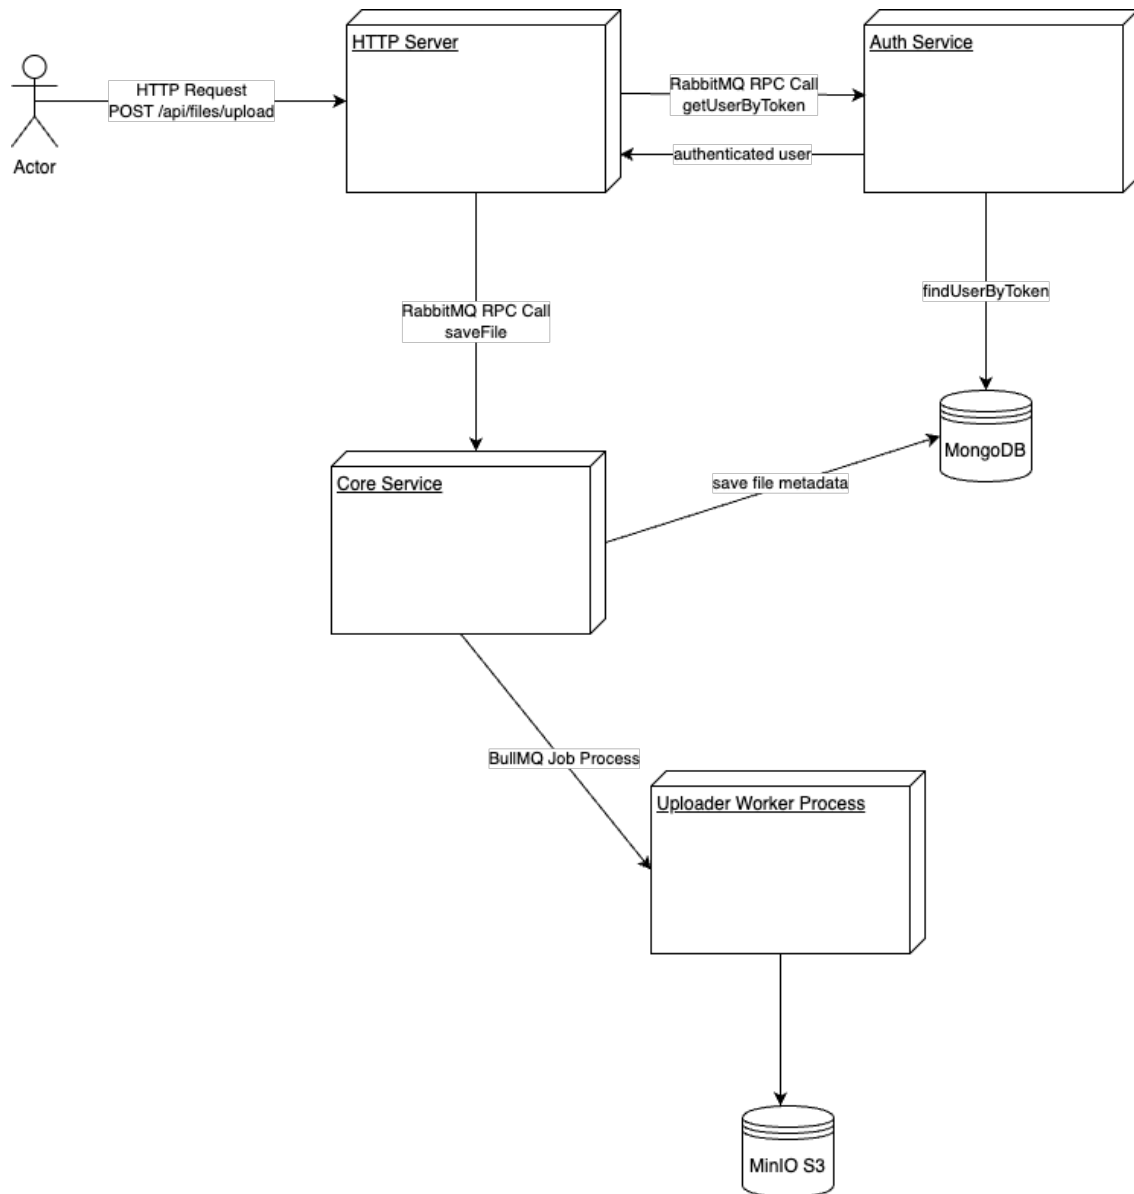 HTTP Server
Auth Service
HTTP Request
POST /api/files/upload
RabbitMQ RPC Call
getUserByToken
authenticated user
Actor
findUserByToken
RabbitMQ RPC Call
saveFile
MongoDB
Core Service
save file metadata
BullMQ Job Process
Uploader Worker Process
MinIO S3